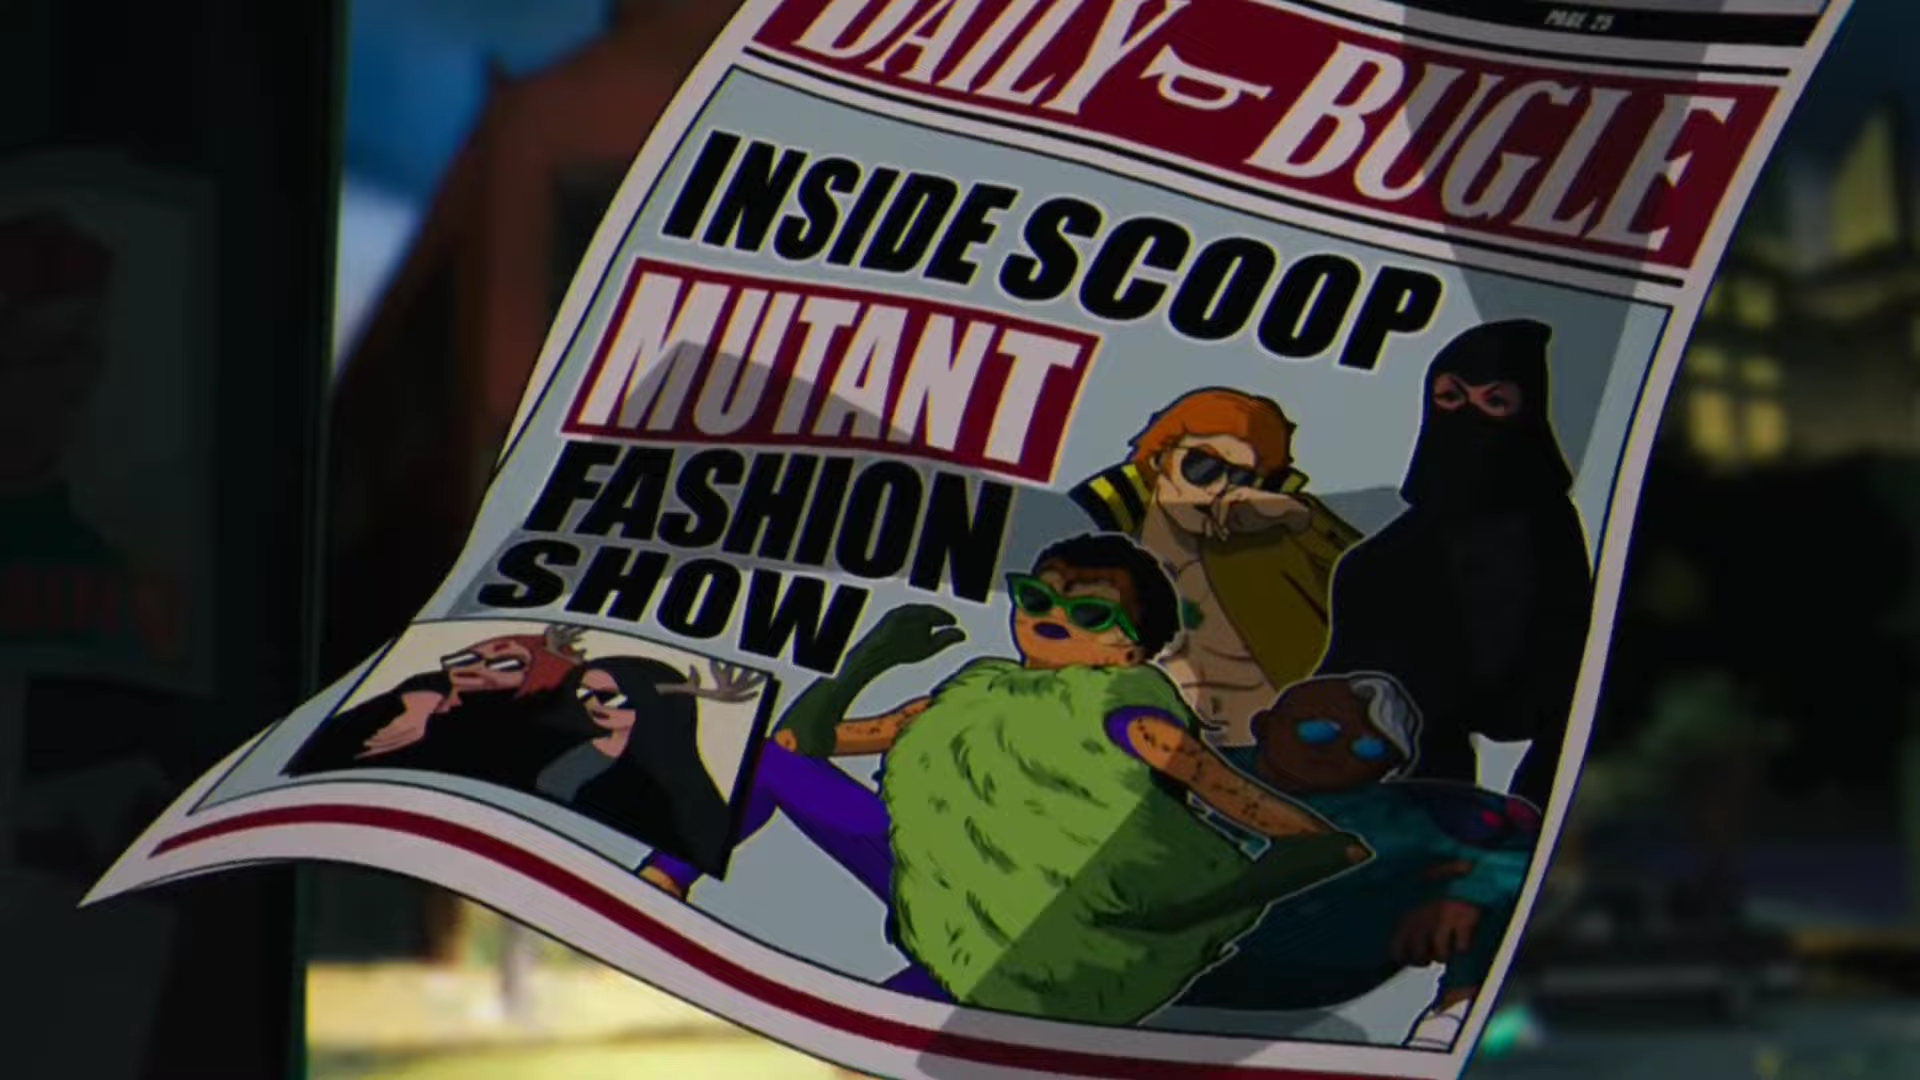 PAGE 25
DAILY BUGLE
INSIDE SCOOP
MUTANT
FASHION
SHOW